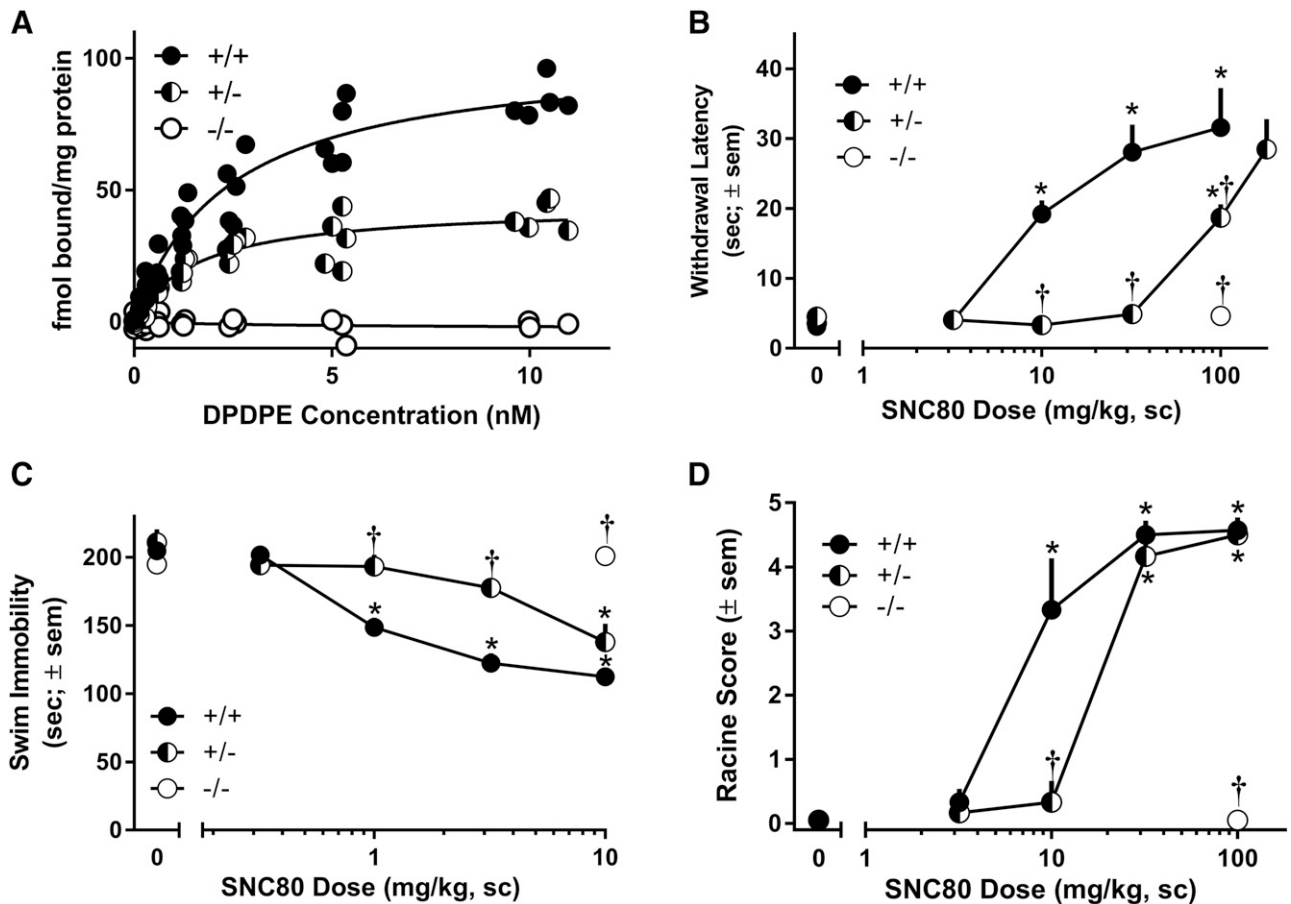 A
100
50
0
fmol bound/mg protein
+/+
+/-
-/-
0 5 10
DPDPE Concentration (nM)
B
40
30
20
10
0
Withdrawal Latency
(sec; ± sem)
+/+
+/-
-/-
* * * *† † † †
0 1 10 100
SNC80 Dose (mg/kg, sc)
C
200
150
100
50
0
Swim Immobility
(sec; ± sem)
† † †
* * * *
+/+
+/-
-/-
0 1 10
SNC80 Dose (mg/kg, sc)
D
5
4
3
2
1
0
Racine Score (± sem)
+/+
+/-
-/-
* * *
* *
† †
0 1 10 100
SNC80 Dose (mg/kg, sc)